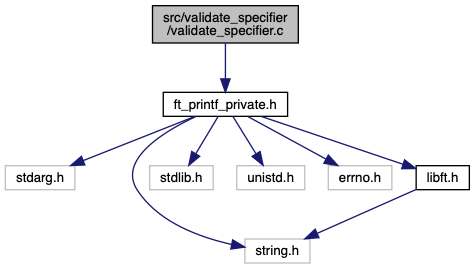 src/validate_specifier
/validate_specifier.c
ft_printf_private.h
stdarg.h
stdlib.h
unistd.h
errno.h
libft.h
string.h